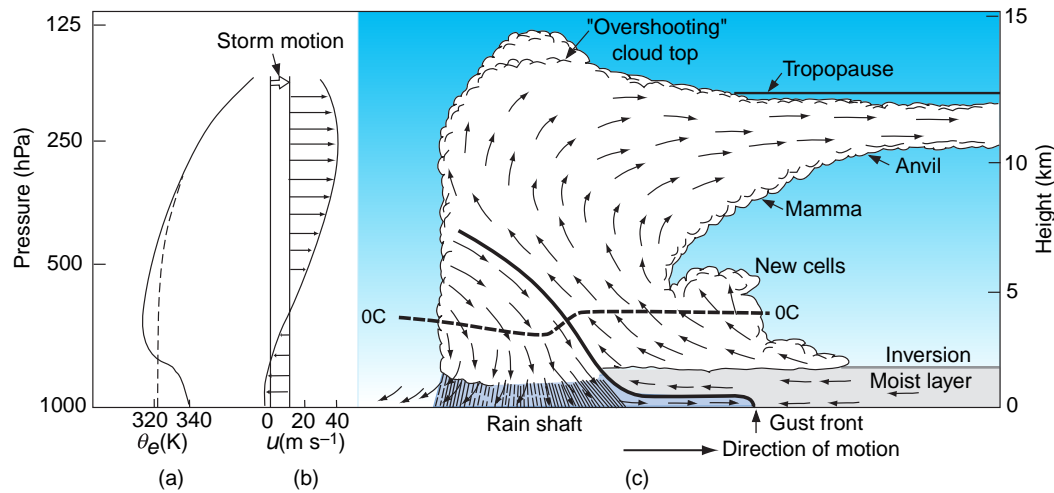 Pressure (hPa)
125
250
500
1000
320 340
θe(K)
(a)
Storm motion
0 20 40
u(m s–1)
(b)
"Overshooting"
cloud top
Tropopause
Anvil
Mamma
New cells
0C
0C
Inversion
Moist layer
Rain shaft
Gust front
Direction of motion
(c)
15
10
5
0
Height (km)